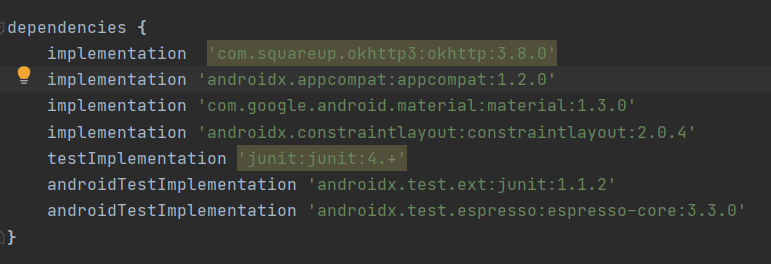 dependencies {
implementation 'com.squareup.okhttp3:okhttp:3.8.0'
implementation 'androidx.appcompat:appcompat:1.2.0'
implementation 'com.google.android.material:material:1.3.0'
implementation 'androidx.constraintlayout:constraintlayout:2.0.4'
testImplementation 'junit:junit:4.+'
androidTestImplementation 'androidx.test.ext:junit:1.1.2'
androidTestImplementation 'androidx.test.espresso:espresso-core:3.3.0'
}